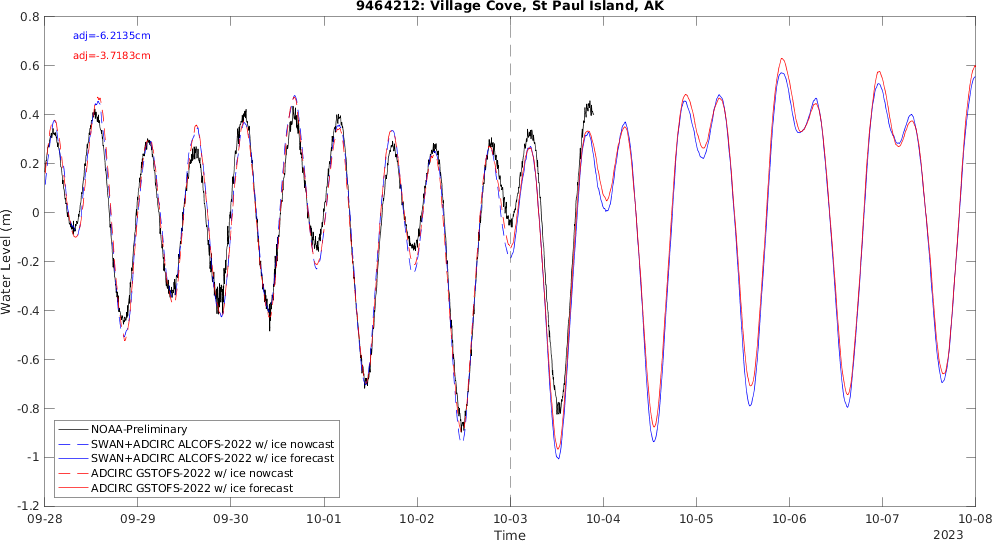 9464212: Village Cove, St Paul Island, AK
adj=-6.2135cm
adj=-3.7183cm
0.8
0.6
0.4
0.2
0
-0.2
-0.4
-0.6
-0.8
-1
-1.2
Water Level (m)
NOAA-Preliminary
SWAN+ADCIRC ALCOFS-2022 w/ ice nowcast
SWAN+ADCIRC ALCOFS-2022 w/ ice forecast
ADCIRC GSTOFS-2022 w/ ice nowcast
ADCIRC GSTOFS-2022 w/ ice forecast
09-28 09-29 09-30 10-01 10-02 10-03 10-04 10-05 10-06 10-07 10-08
Time
2023